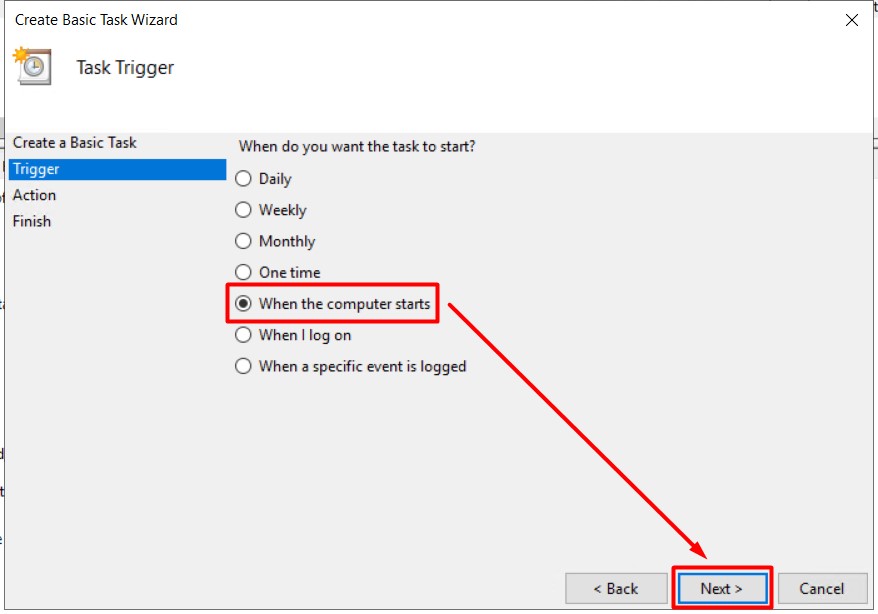 Create Basic Task Wizard
Task Trigger
Create a Basic Task
Trigger
Action
Finish
When do you want the task to start?
Daily
Weekly
Monthly
One time
When the computer starts
When I log on
When a specific event is logged
< Back
Next >
Cancel